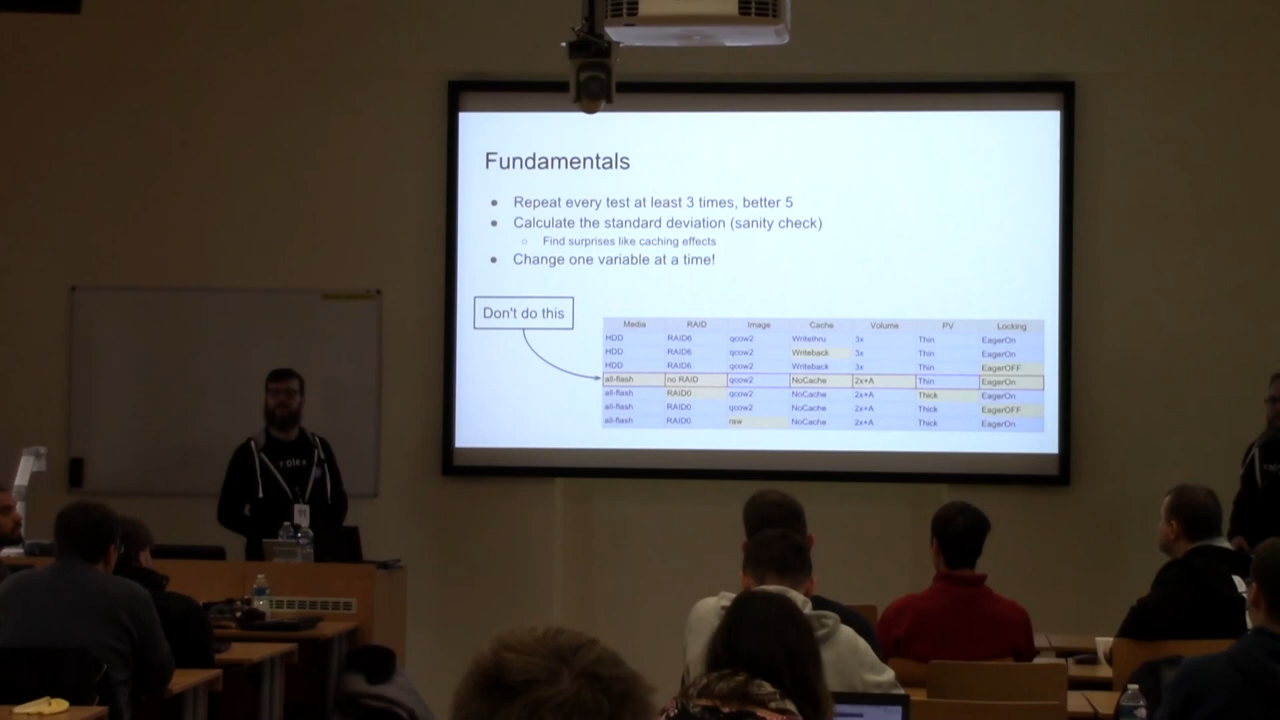 Fundamentals
● Repeat every test at least 3 times, better 5
● Calculate the standard deviation (sanity check)
○ Find surprises like caching effects
● Change one variable at a time!
Don't do this
Media RAID Image Cache Volume PV Locking
HDD RAID6 qcow2 Writethru 3x Thin EagerOn
HDD RAID6 qcow2 Writeback 3x Thin EagerOn
HDD RAID6 qcow2 Writeback 3x Thin EagerOFF
all-flash no RAID qcow2 NoCache 2x+A Thin EagerOn
all-flash RAID0 qcow2 NoCache 2x+A Thick EagerOn
all-flash RAID0 qcow2 NoCache 2x+A Thick EagerOFF
all-flash RAID0 raw NoCache 2x+A Thick EagerOn